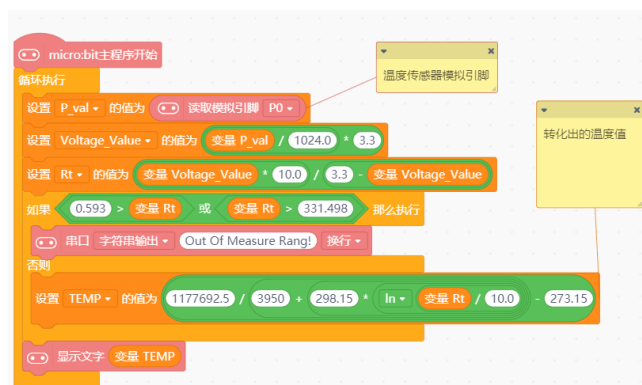 micro:bit主程序开始
循环执行
温度传感器模拟引脚
设置 P_val 的值为 读取模拟引脚 P0
转化出的温度值
设置 Voltage_Value 的值为 变量 P_val / 1024.0 * 3.3
设置 Rt 的值为 变量 Voltage_Value * 10.0 / 3.3 - 变量 Voltage_Value
如果 0.593 > 变量 Rt 或 变量 Rt > 331.498 那么执行
串口 字符串输出 Out Of Measure Rang! 换行
否则
设置 TEMP 的值为 1177692.5 / 3950 + 298.15 * ln 变量 Rt / 10.0 - 273.15
显示文字 变量 TEMP